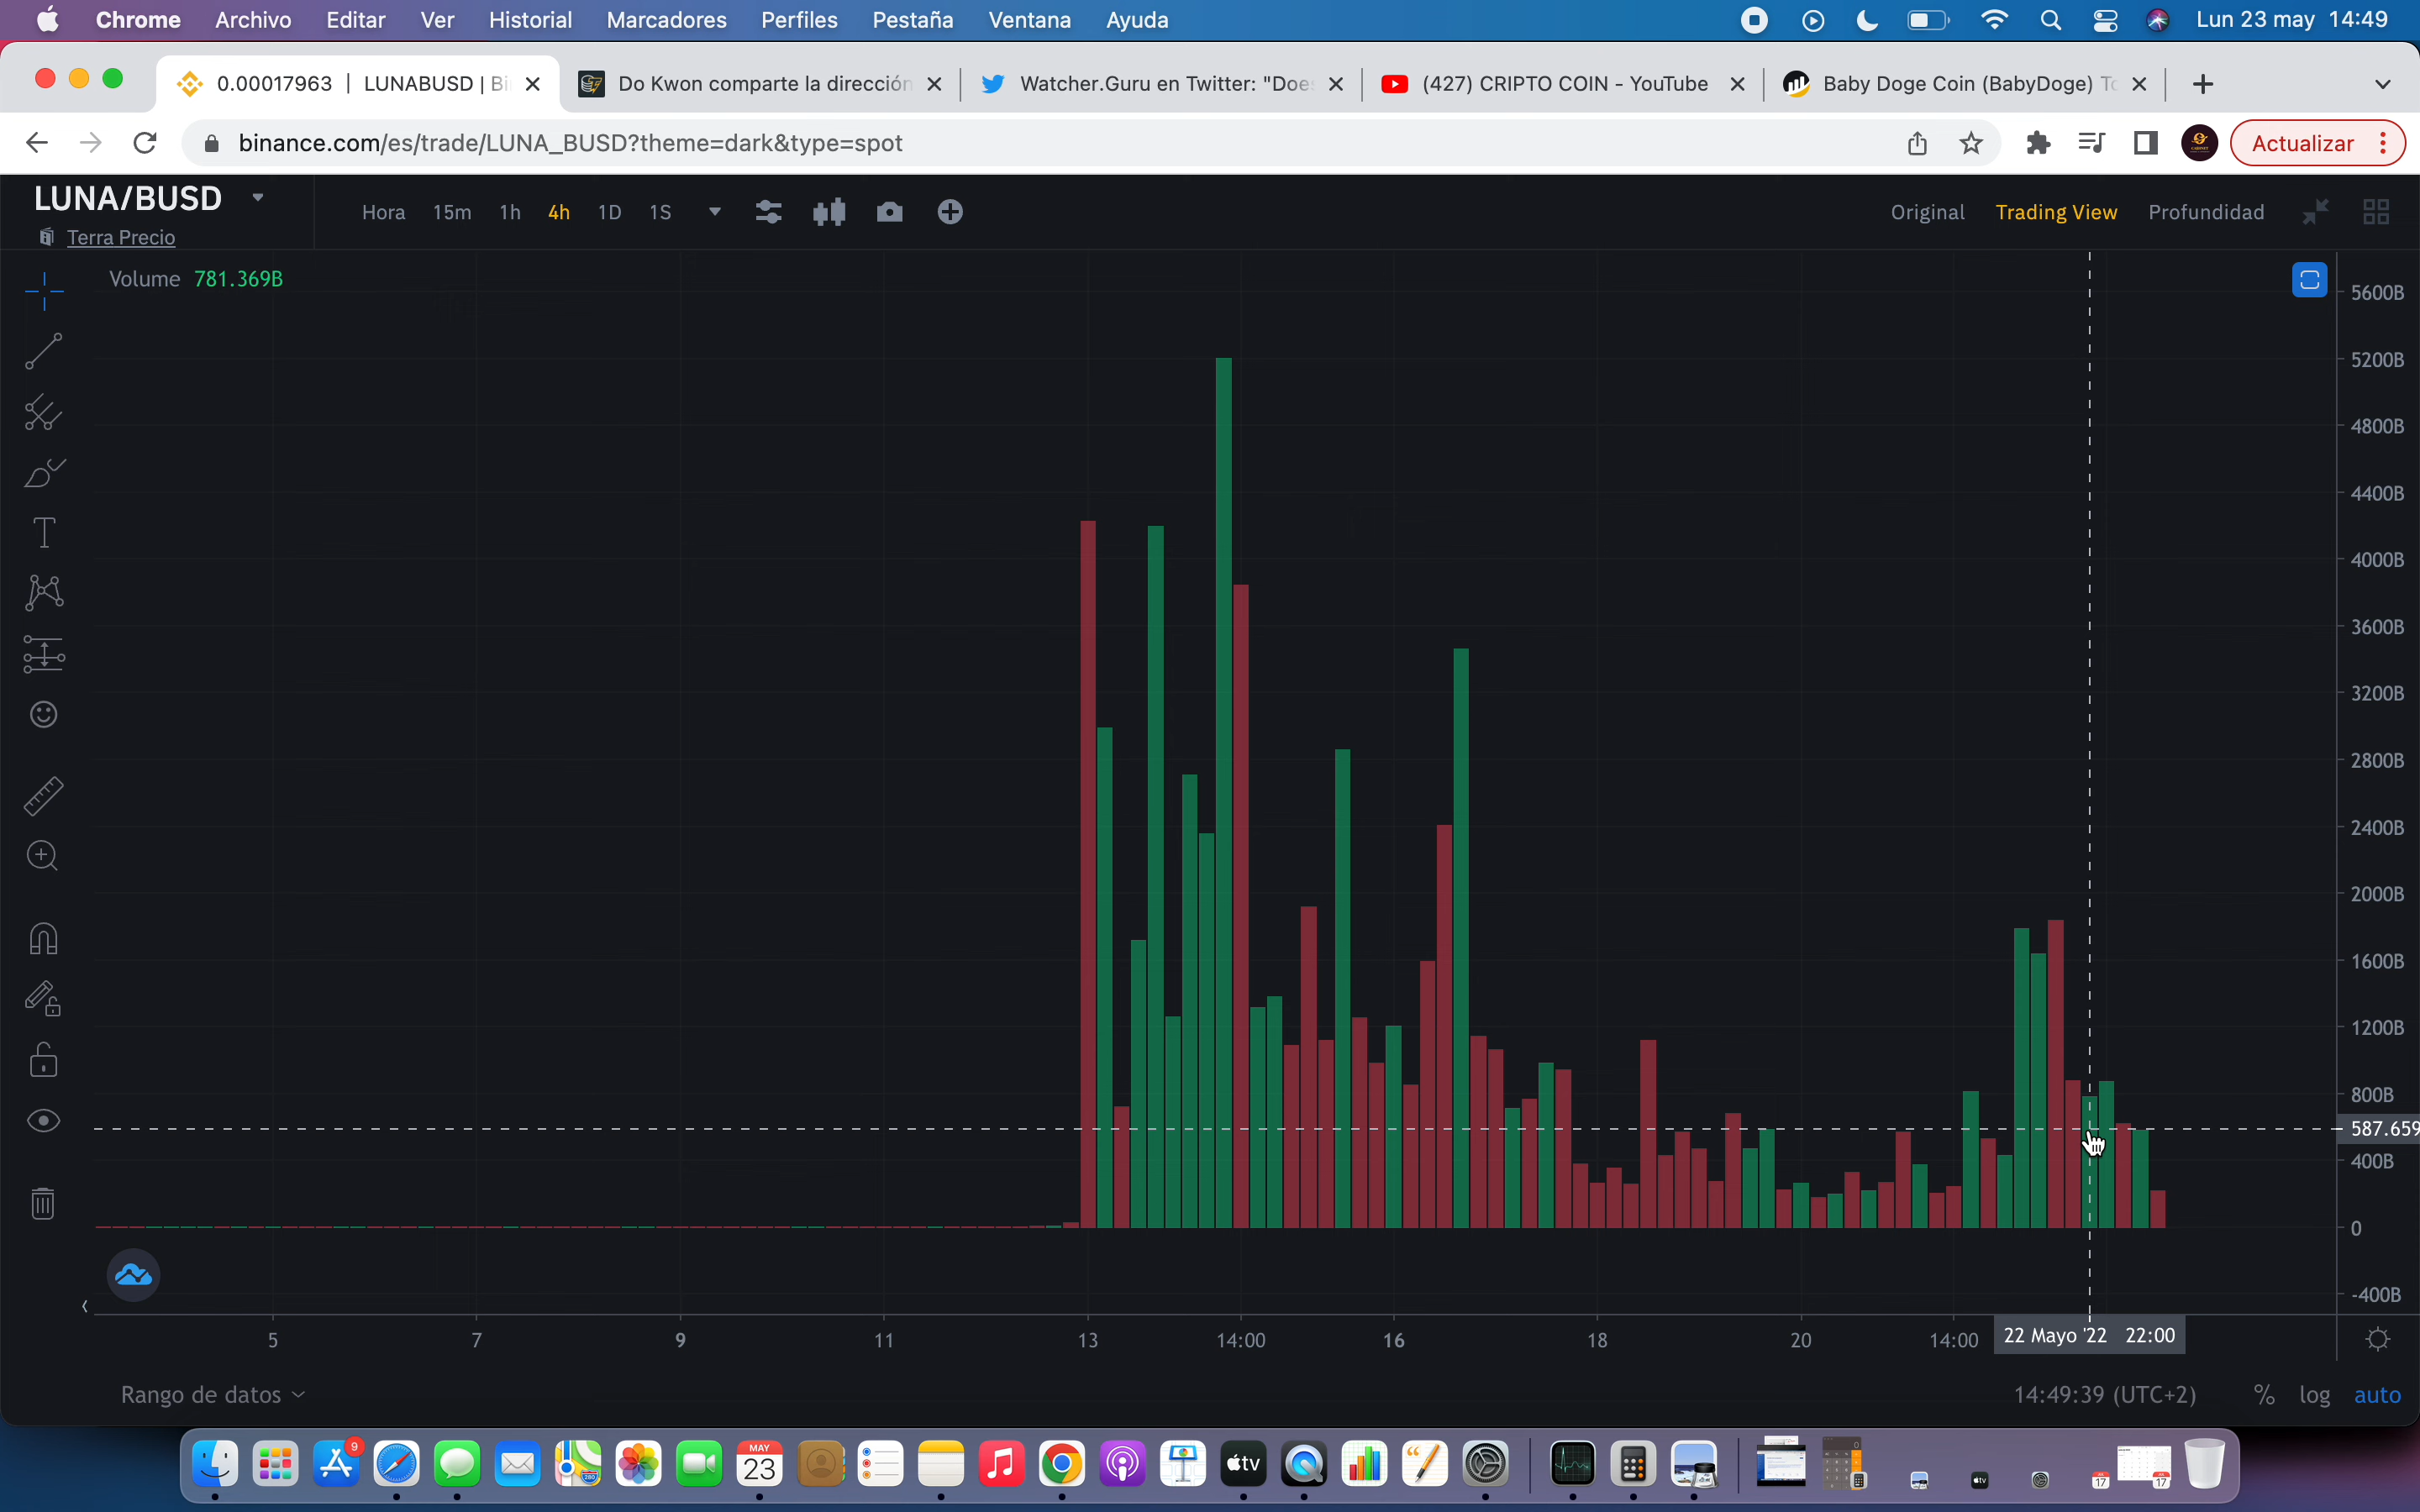 Chrome Archivo Editar Ver Historial Marcadores Perfiles Pestaña Ventana Ayuda Lun 23 may 14:49
0.00017963 | LUNABUSD | Bi
Do Kwon comparte la dirección
Watcher.Guru en Twitter: "Doe
(427) CRIPTO COIN - YouTube
Baby Doge Coin (BabyDoge) To
binance.com/es/trade/LUNA_BUSD?theme=dark&type=spot
Actualizar
LUNA/BUSD
Terra Precio
Hora 15m 1h 4h 1D 1S
Original Trading View Profundidad
Volume 781.369B
5600B
5200B
4800B
4400B
4000B
3600B
3200B
2800B
2400B
2000B
1600B
1200B
800B
587.659
400B
0
-400B
5 7 9 11 13 14:00 16 18 20 14:00 22 Mayo '22 22:00
Rango de datos
14:49:39 (UTC+2) % log auto
9
MAY
23
tv
17
17